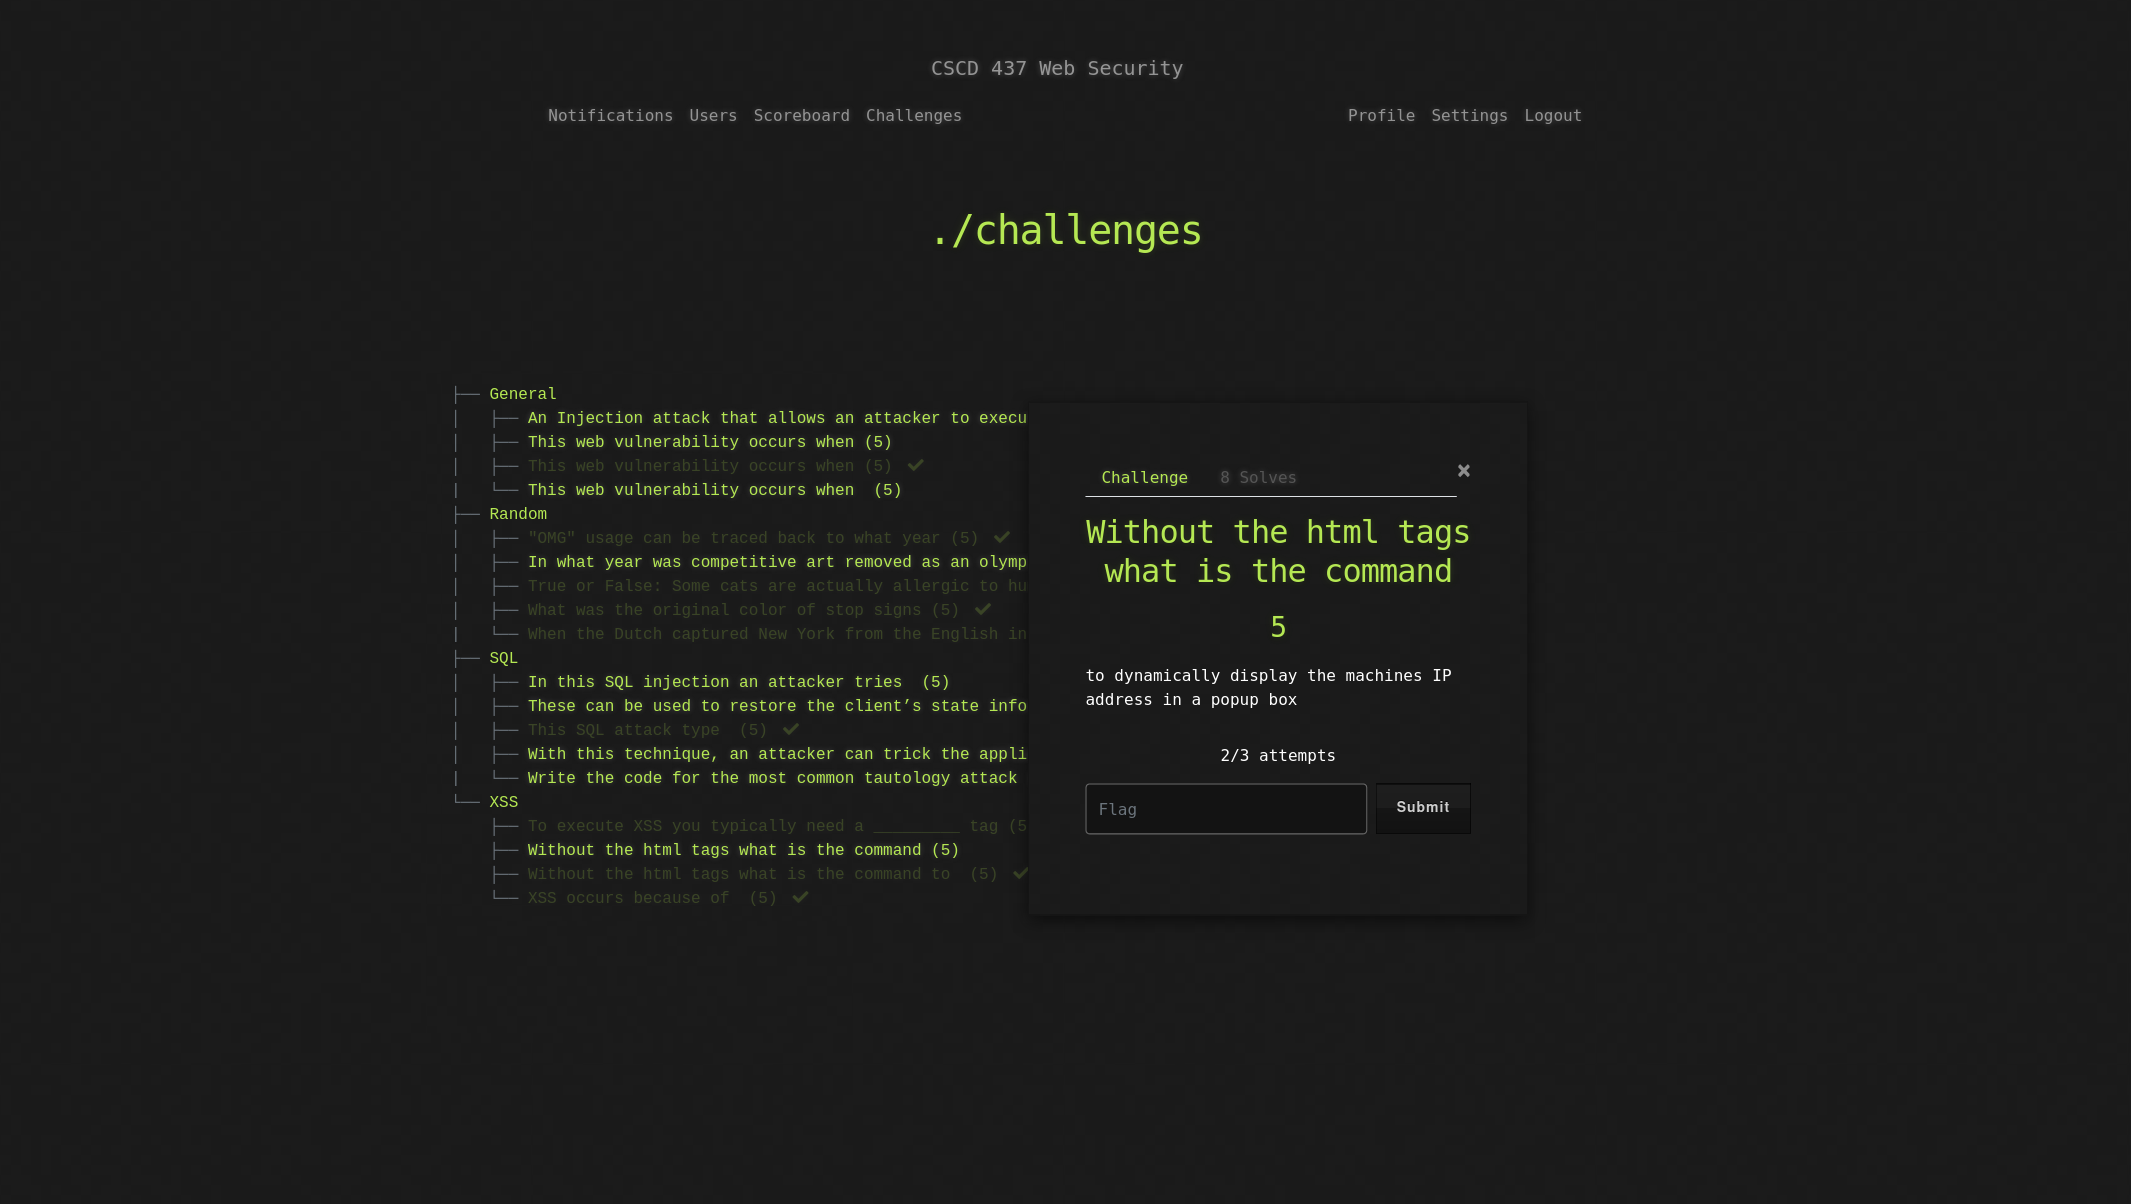 CSCD 437 Web Security
Notifications Users Scoreboard Challenges Profile Settings Logout
./challenges
├── General
│   ├── An Injection attack that allows an attacker to execu
│   ├── This web vulnerability occurs when (5)
│   ├── This web vulnerability occurs when (5) ✔
│   └── This web vulnerability occurs when  (5)
├── Random
│   ├── "OMG" usage can be traced back to what year (5) ✔
│   ├── In what year was competitive art removed as an olymp
│   ├── True or False: Some cats are actually allergic to hu
│   ├── What was the original color of stop signs (5) ✔
│   └── When the Dutch captured New York from the English in
├── SQL
│   ├── In this SQL injection an attacker tries  (5)
│   ├── These can be used to restore the client’s state info
│   ├── This SQL attack type  (5) ✔
│   ├── With this technique, an attacker can trick the appli
│   └── Write the code for the most common tautology attack
└── XSS
    ├── To execute XSS you typically need a _________ tag (5
    ├── Without the html tags what is the command (5)
    ├── Without the html tags what is the command to  (5) ✔
    └── XSS occurs because of  (5) ✔
Challenge 8 Solves ×
Without the html tags
what is the command
5
to dynamically display the machines IP
address in a popup box
2/3 attempts
Flag Submit